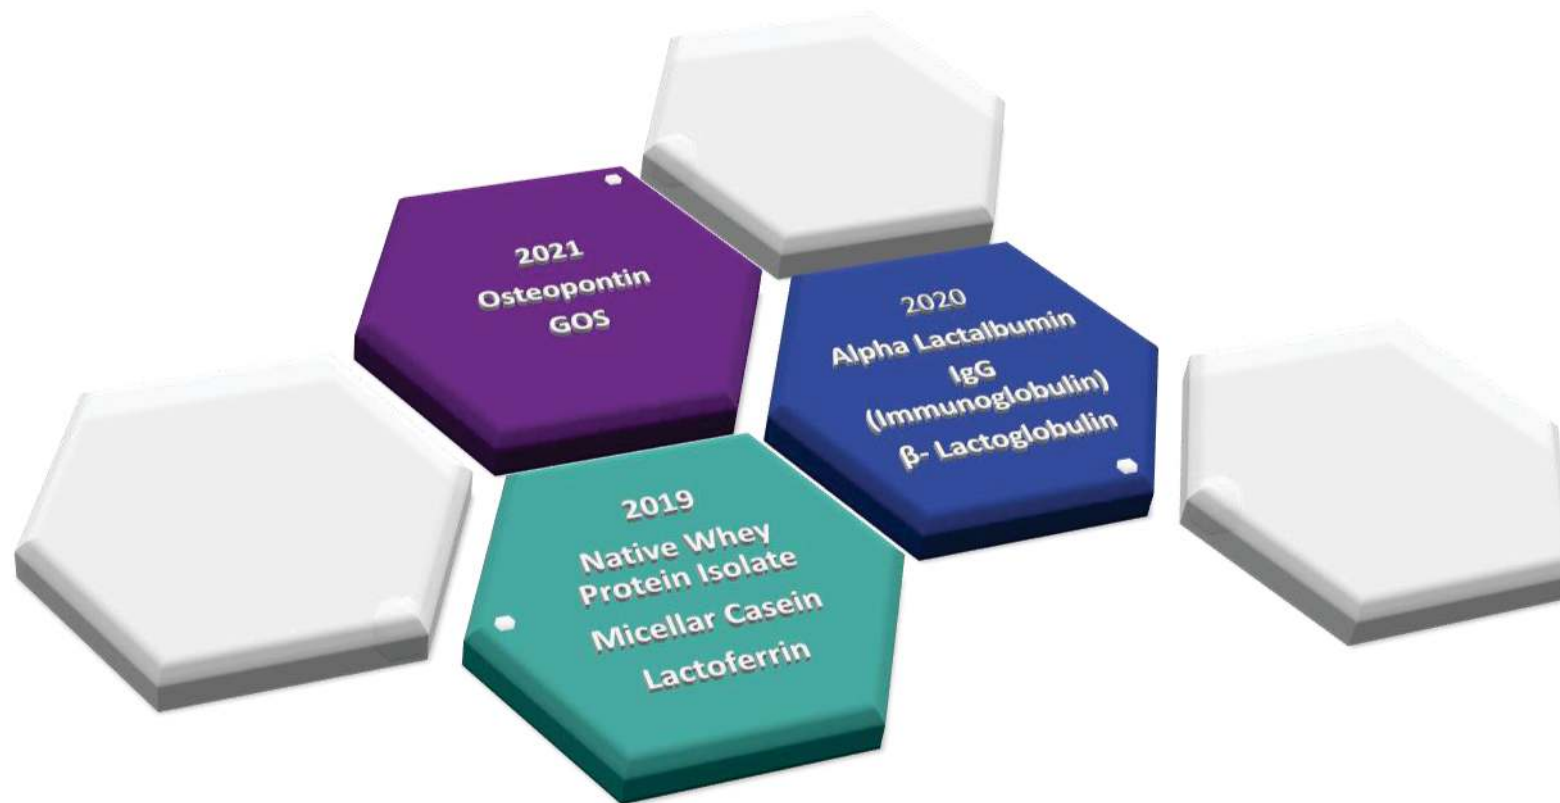 2021
Osteopontin
GOS
2020
Alpha Lactalbumin
IgG
(Immunoglobulin)
β- Lactoglobulin
2019
Native Whey
Protein Isolate
Micellar Casein
Lactoferrin